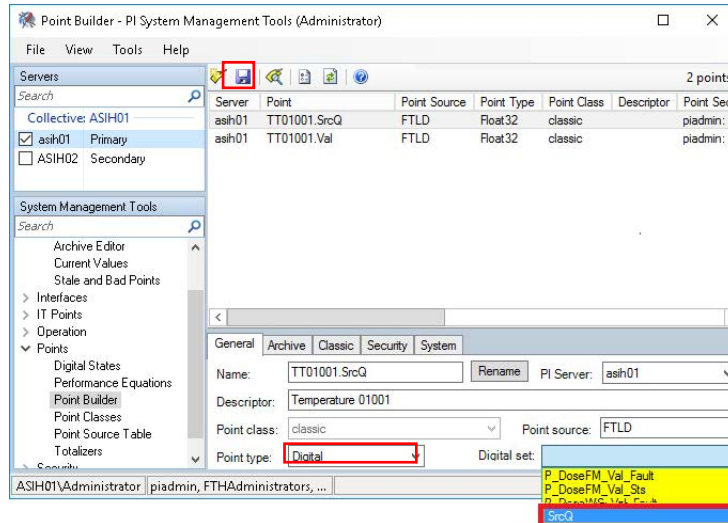 Point Builder - PI System Management Tools (Administrator)
File View Tools Help
Servers
Search
Collective: ASIH01
asih01 Primary
ASIH02 Secondary
2 points
Server Point Point Source Point Type Point Class Descriptor Point Sec
asih01 TT01001.SrcQ FTLD Float32 classic piadmin:
asih01 TT01001.Val FTLD Float32 classic piadmin:
System Management Tools
Search
Archive Editor
Current Values
Stale and Bad Points
Interfaces
IT Points
Operation
Points
Digital States
Performance Equations
Point Builder
Point Classes
Point Source Table
Totalizers
Security
General Archive Classic Security System
Name: TT01001.SrcQ Rename PI Server: asih01
Descriptor: Temperature 01001
Point class: classic Point source: FTLD
Point type: Digital Digital set:
P_DoseFM_Val_Fault
P_DoseFM_Val_Sts
P_DoseWS_Val_Fault
SrcQ
ASIH01\Administrator piadmin, FTHAdministrators, ...